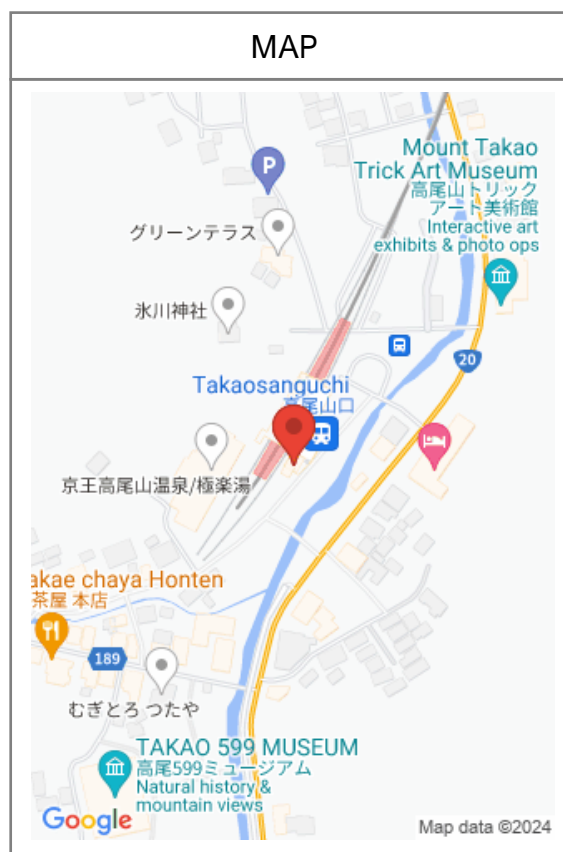 MAP
Mount Takao
Trick Art Museum
高尾山トリック
アート美術館
Interactive art
exhibits & photo ops
P
グリーンテラス
氷川神社
20
Takaosanguchi
高尾山口
京王高尾山温泉/極楽湯
akae chaya Honten
茶屋 本店
189
むぎとろ つたや
TAKAO 599 MUSEUM
高尾599ミュージアム
Natural history &
mountain views
Google
Map data ©2024